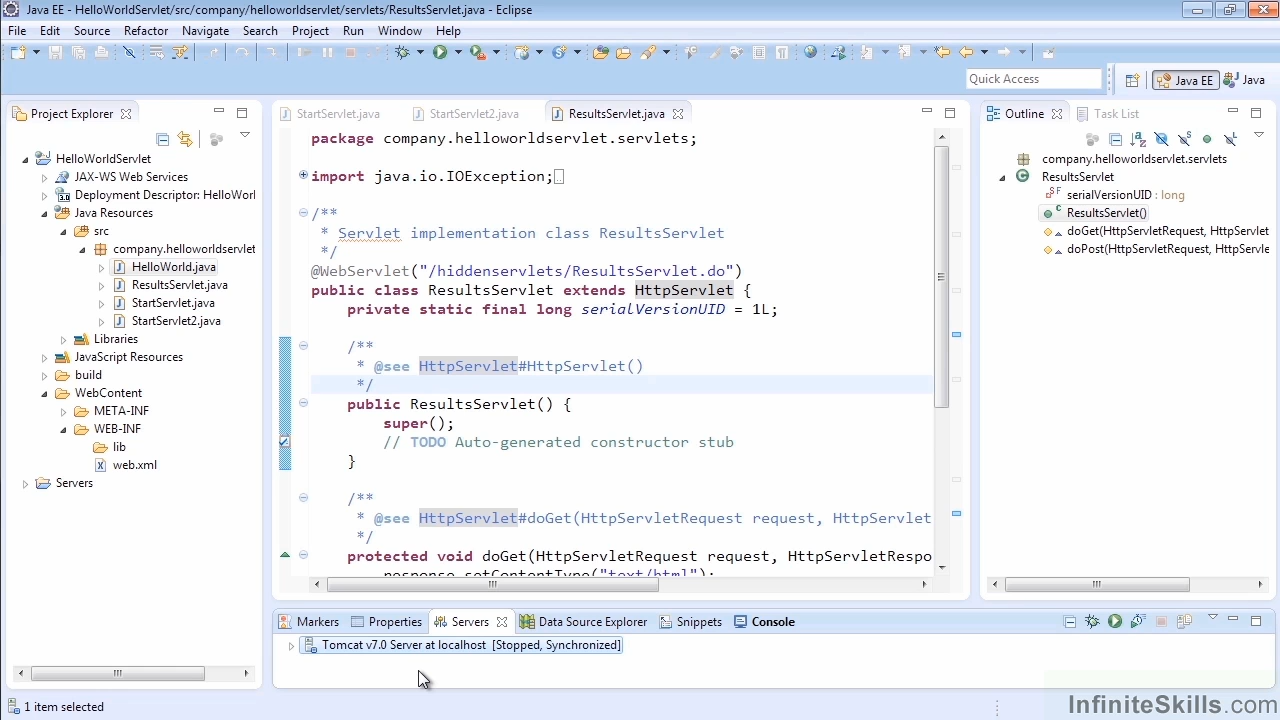 Java EE - HelloWorldServlet/src/company/helloworldservlet/servlets/ResultsServlet.java - Eclipse
File Edit Source Refactor Navigate Search Project Run Window Help
Quick Access
Java EE
Java
Project Explorer
HelloWorldServlet
JAX-WS Web Services
Deployment Descriptor: HelloWorl
Java Resources
src
company.helloworldservlet
HelloWorld.java
ResultsServlet.java
StartServlet.java
StartServlet2.java
Libraries
JavaScript Resources
build
WebContent
META-INF
WEB-INF
lib
web.xml
Servers
StartServlet.java StartServlet2.java ResultsServlet.java
package company.helloworldservlet.servlets;
import java.io.IOException;
/**
* Servlet implementation class ResultsServlet
*/
@WebServlet("/hiddenservlets/ResultsServlet.do")
public class ResultsServlet extends HttpServlet {
private static final long serialVersionUID = 1L;
/**
* @see HttpServlet#HttpServlet()
*/
public ResultsServlet() {
super();
// TODO Auto-generated constructor stub
}
/**
* @see HttpServlet#doGet(HttpServletRequest request, HttpServlet
*/
protected void doGet(HttpServletRequest request, HttpServletRespo
response.setContentType("text/html");
Outline Task List
company.helloworldservlet.servlets
ResultsServlet
serialVersionUID : long
ResultsServlet()
doGet(HttpServletRequest, HttpServlet
doPost(HttpServletRequest, HttpServle
Markers Properties Servers Data Source Explorer Snippets Console
Tomcat v7.0 Server at localhost [Stopped, Synchronized]
1 item selected
InfiniteSkills.com